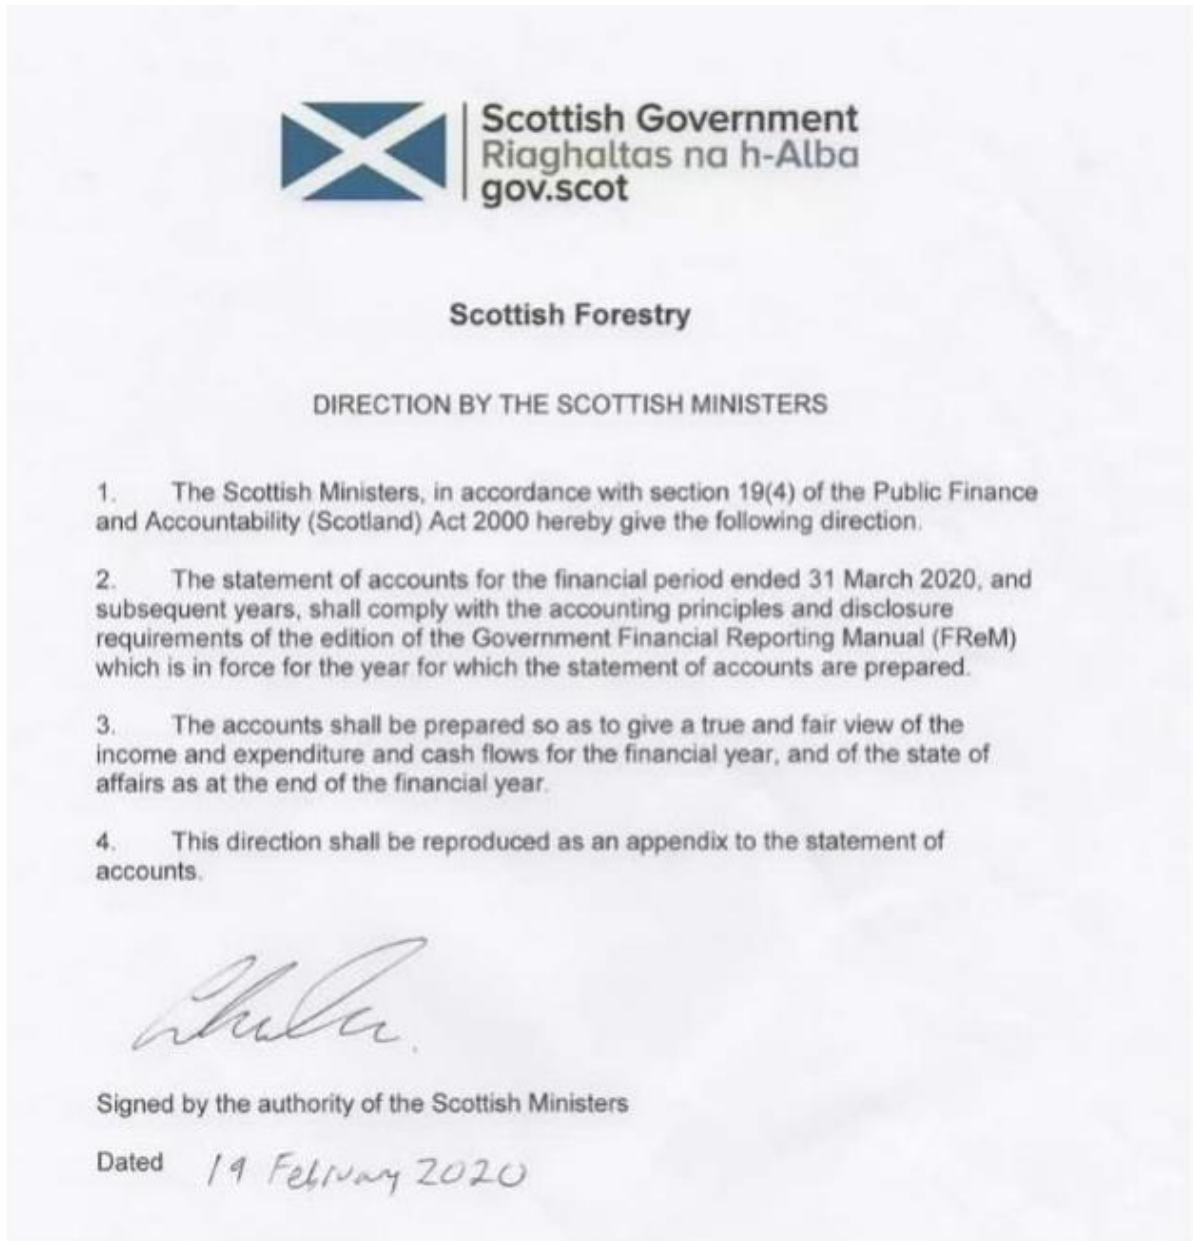 Scottish Government
Riaghaltas na h-Alba
gov.scot
Scottish Forestry
DIRECTION BY THE SCOTTISH MINISTERS
1. The Scottish Ministers, in accordance with section 19(4) of the Public Finance
and Accountability (Scotland) Act 2000 hereby give the following direction.
2. The statement of accounts for the financial period ended 31 March 2020, and
subsequent years, shall comply with the accounting principles and disclosure
requirements of the edition of the Government Financial Reporting Manual (FReM)
which is in force for the year for which the statement of accounts are prepared.
3. The accounts shall be prepared so as to give a true and fair view of the
income and expenditure and cash flows for the financial year, and of the state of
affairs as at the end of the financial year.
4. This direction shall be reproduced as an appendix to the statement of
accounts.
Signed by the authority of the Scottish Ministers
Dated 19 February 2020